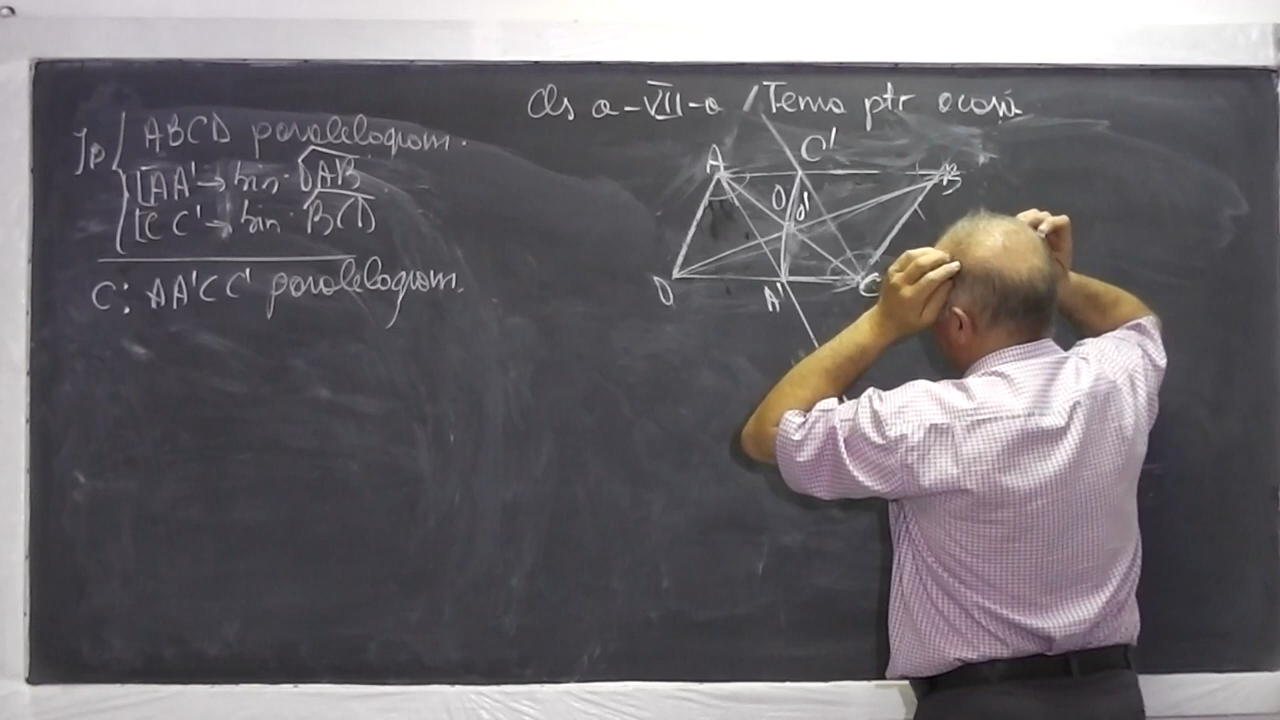 Cls a-VII-a / Tema ptr acasă
Ip { ABCD paralelogram.
[AA' → bis. DAB
[CC' → bis. BCD
C: AA'CC' paralelogram.
A C' B
O O'
D A' C